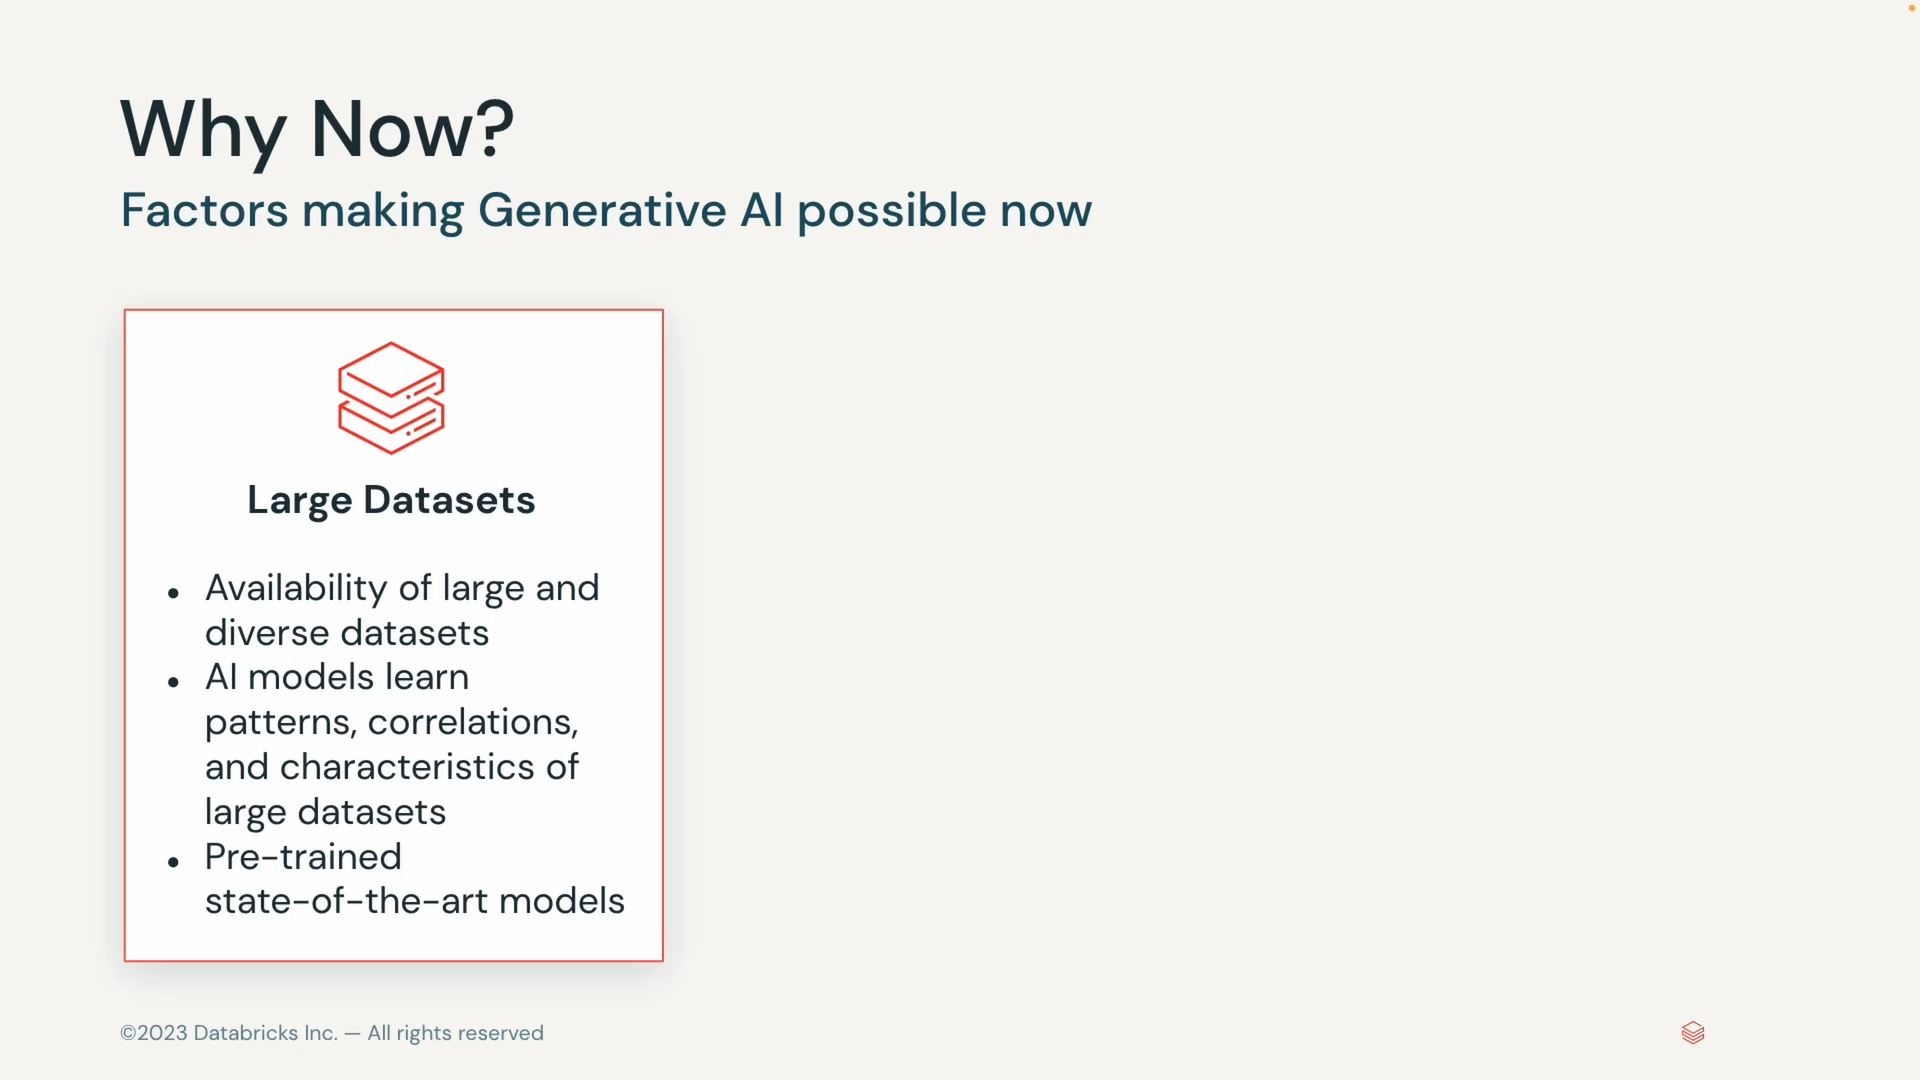 Why Now?
Factors making Generative AI possible now
Large Datasets
• Availability of large and
diverse datasets
• AI models learn
patterns, correlations,
and characteristics of
large datasets
• Pre-trained
state-of-the-art models
©2023 Databricks Inc. — All rights reserved